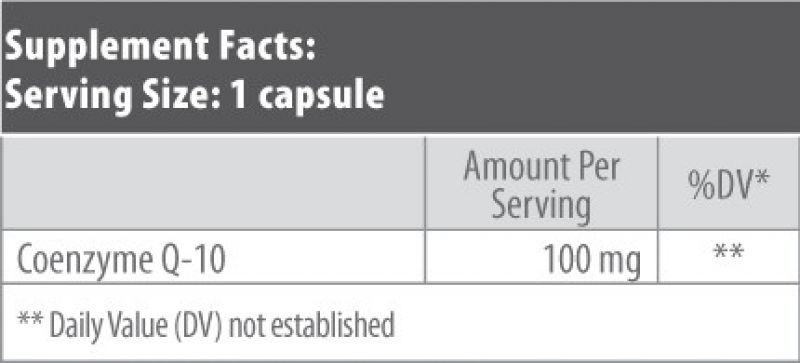 Supplement Facts:
Serving Size: 1 capsule
Amount Per
Serving
%DV*
Coenzyme Q-10 100 mg **
** Daily Value (DV) not established